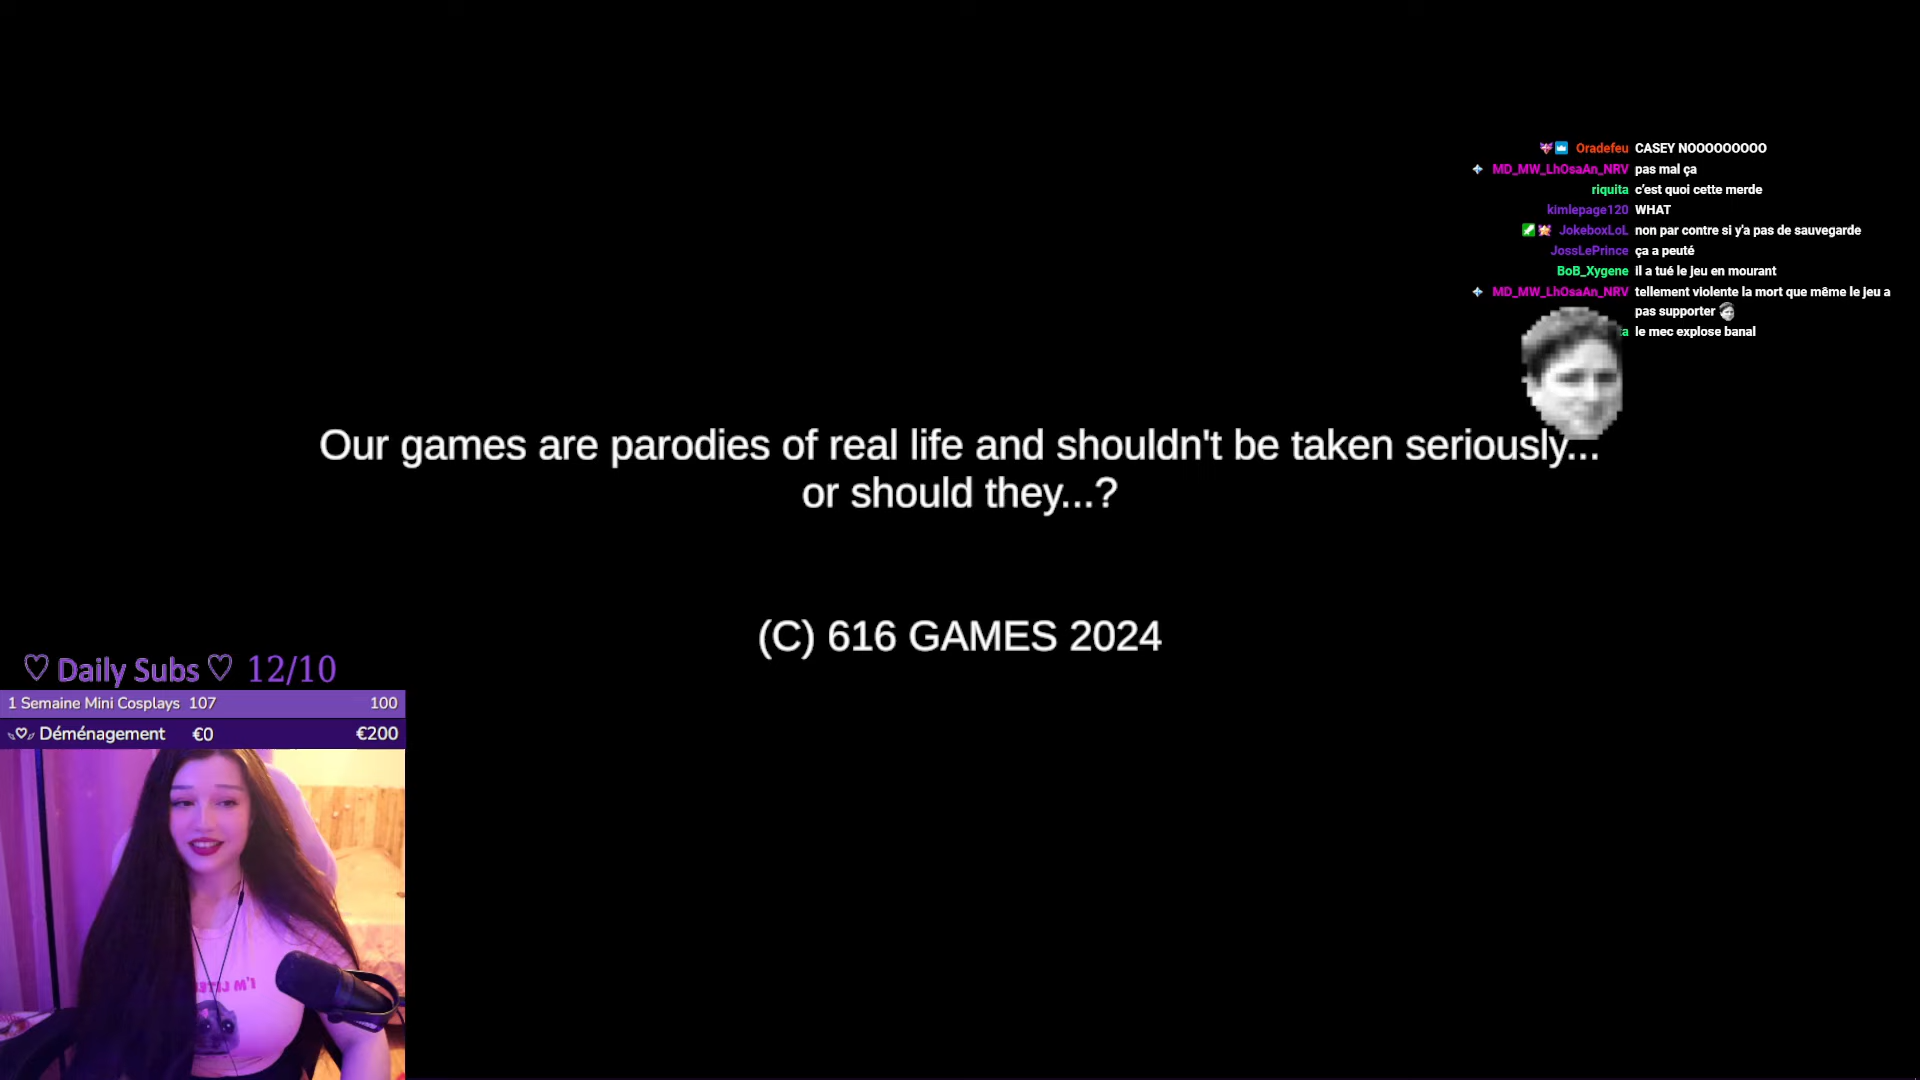 Oradefeu CASEY NOOOOOOOOO
MD_MW_LhOsaAn_NRV pas mal ça
riquita c'est quoi cette merde
kimlepage120 WHAT
JokeboxLoL non par contre si y'a pas de sauvegarde
JossLePrince ça a peuté
BoB_Xygene Il a tué le jeu en mourant
MD_MW_LhOsaAn_NRV tellement violente la mort que même le jeu a
pas supporter
a le mec explose banal
Our games are parodies of real life and shouldn't be taken seriously...
or should they...?
(C) 616 GAMES 2024
♡ Daily Subs ♡ 12/10
1 Semaine Mini Cosplays 107 100
Déménagement €0 €200
I'M